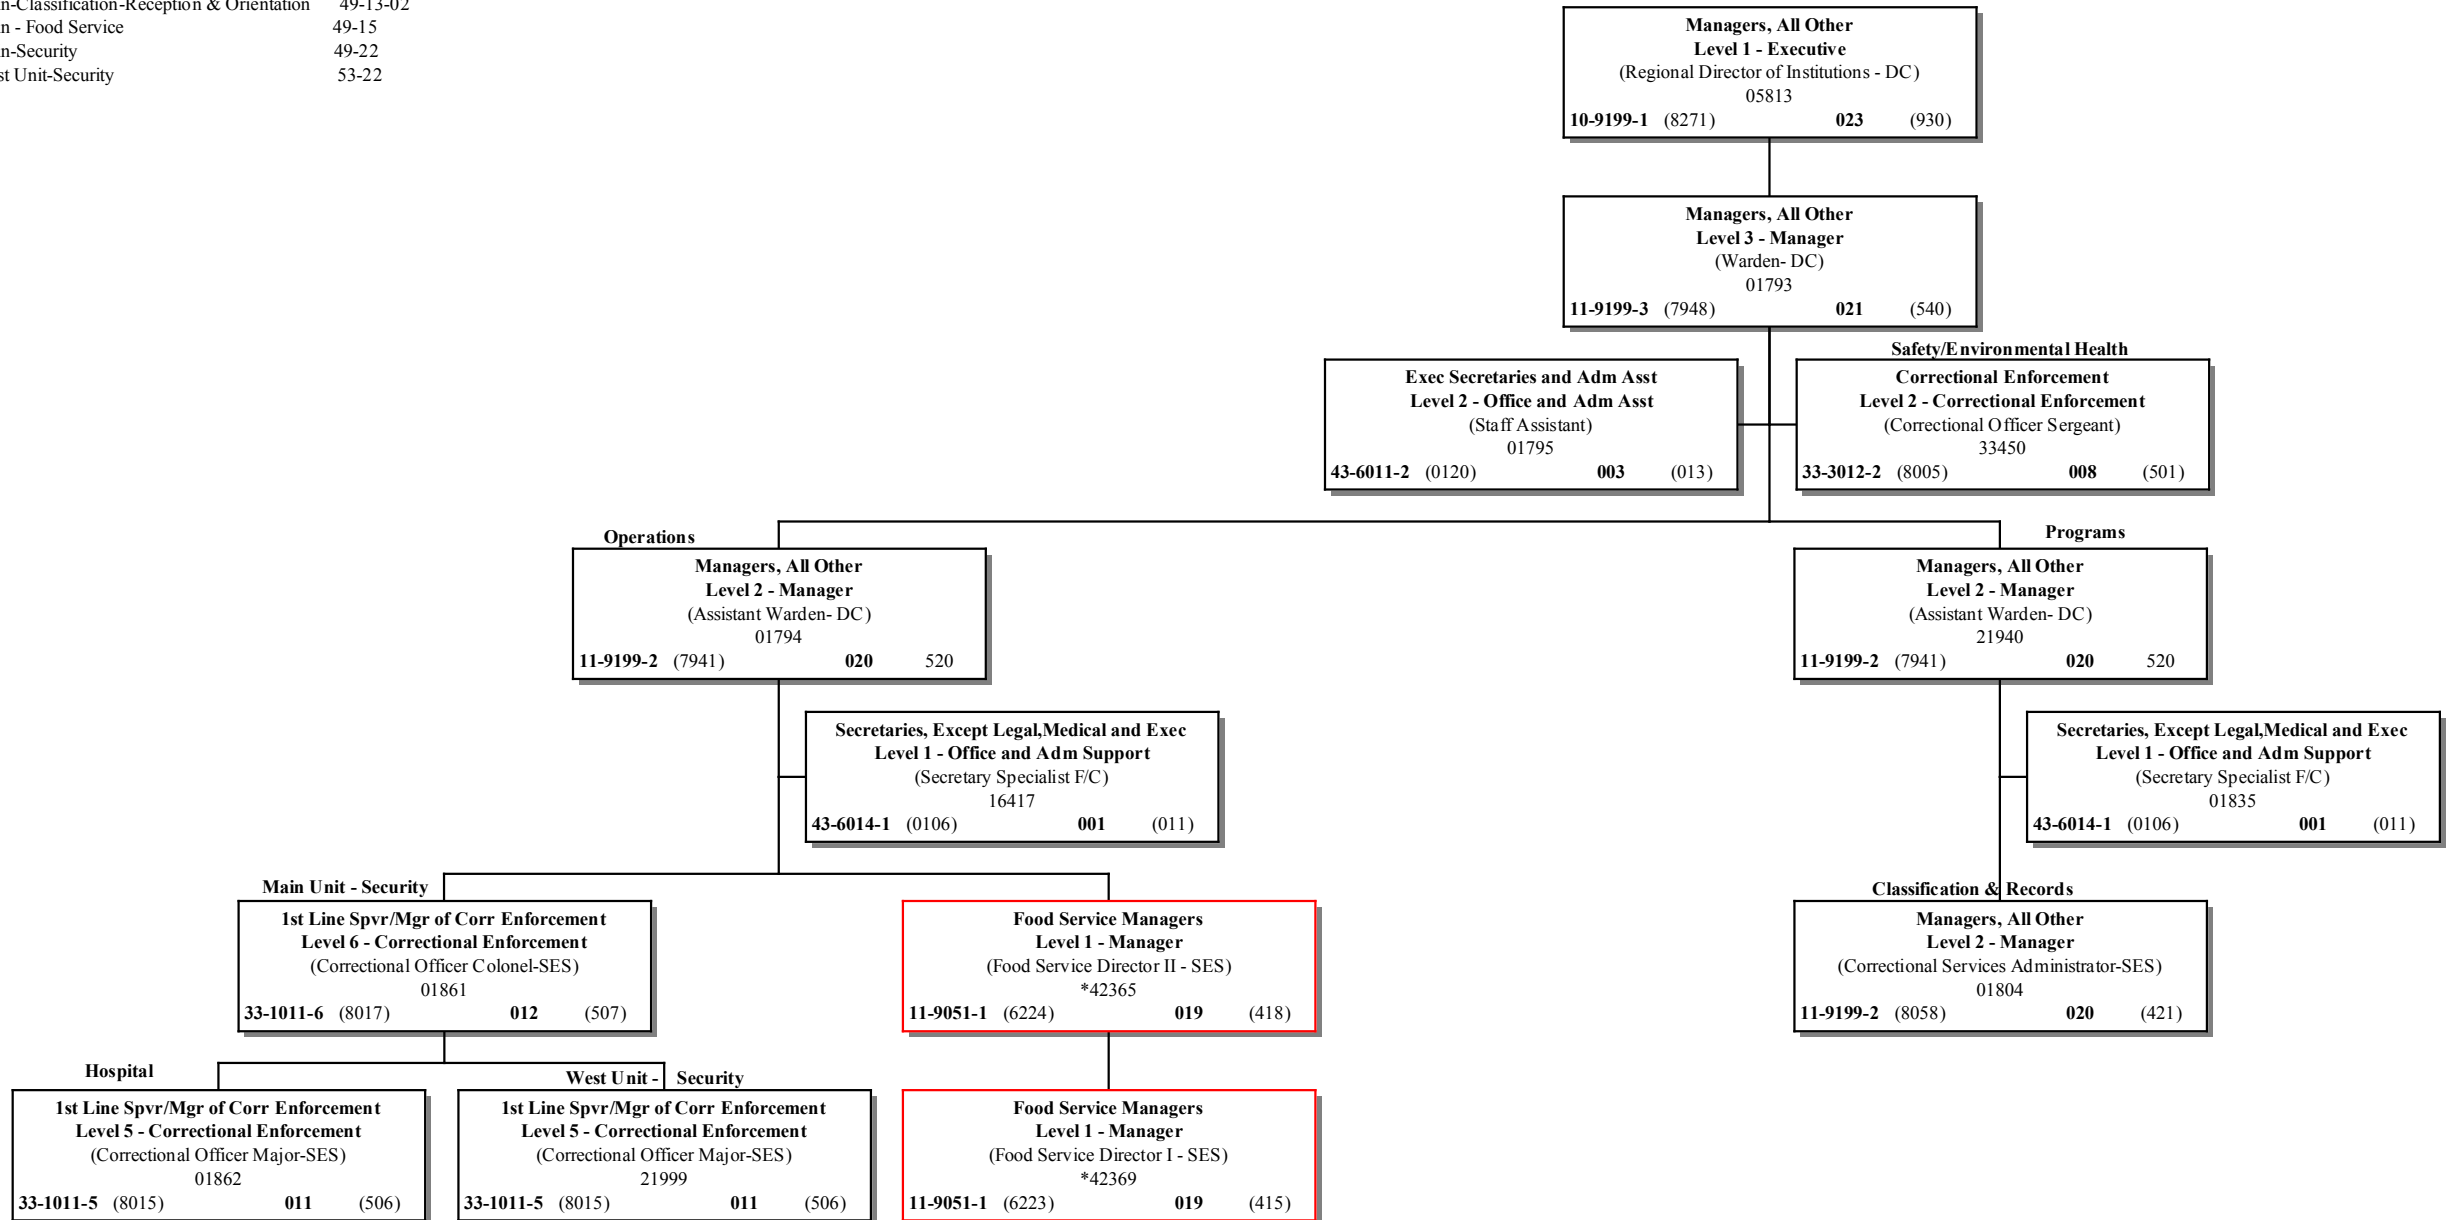 n-Classification-Reception & Orientation 49-13-02
n - Food Service 49-15
n-Security 49-22
st Unit-Security 53-22
Managers, All Other
Level 1 - Executive
(Regional Director of Institutions - DC)
05813
10-9199-1 (8271) 023 (930)
Managers, All Other
Level 3 - Manager
(Warden- DC)
01793
11-9199-3 (7948) 021 (540)
Exec Secretaries and Adm Asst
Level 2 - Office and Adm Asst
(Staff Assistant)
01795
43-6011-2 (0120) 003 (013)
Safety/Environmental Health
Correctional Enforcement
Level 2 - Correctional Enforcement
(Correctional Officer Sergeant)
33450
33-3012-2 (8005) 008 (501)
Operations
Managers, All Other
Level 2 - Manager
(Assistant Warden- DC)
01794
11-9199-2 (7941) 020 520
Programs
Managers, All Other
Level 2 - Manager
(Assistant Warden- DC)
21940
11-9199-2 (7941) 020 520
Secretaries, Except Legal,Medical and Exec
Level 1 - Office and Adm Support
(Secretary Specialist F/C)
16417
43-6014-1 (0106) 001 (011)
Secretaries, Except Legal,Medical and Exec
Level 1 - Office and Adm Support
(Secretary Specialist F/C)
01835
43-6014-1 (0106) 001 (011)
Main Unit - Security
1st Line Spvr/Mgr of Corr Enforcement
Level 6 - Correctional Enforcement
(Correctional Officer Colonel-SES)
01861
33-1011-6 (8017) 012 (507)
Food Service Managers
Level 1 - Manager
(Food Service Director II - SES)
*42365
11-9051-1 (6224) 019 (418)
Classification & Records
Managers, All Other
Level 2 - Manager
(Correctional Services Administrator-SES)
01804
11-9199-2 (8058) 020 (421)
Hospital
1st Line Spvr/Mgr of Corr Enforcement
Level 5 - Correctional Enforcement
(Correctional Officer Major-SES)
01862
33-1011-5 (8015) 011 (506)
West Unit - Security
1st Line Spvr/Mgr of Corr Enforcement
Level 5 - Correctional Enforcement
(Correctional Officer Major-SES)
21999
33-1011-5 (8015) 011 (506)
Food Service Managers
Level 1 - Manager
(Food Service Director I - SES)
*42369
11-9051-1 (6223) 019 (415)